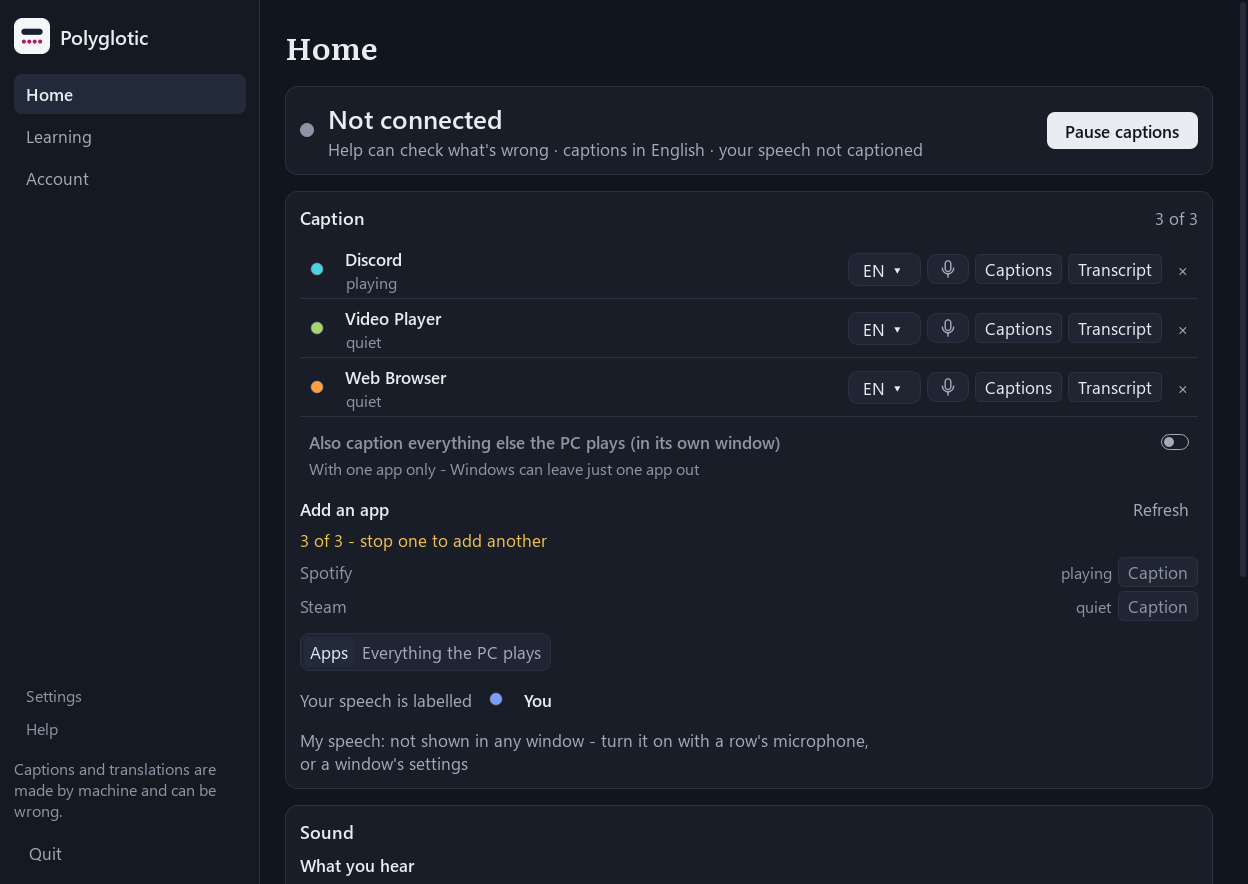 Polyglotic
Home
Learning
Account
Settings
Help
Captions and translations are
made by machine and can be
wrong.
Quit
Home
Not connected
Help can check what's wrong · captions in English · your speech not captioned
Pause captions
Caption
3 of 3
Discord
playing
EN ▾
Captions
Transcript
×
Video Player
quiet
EN ▾
Captions
Transcript
×
Web Browser
quiet
EN ▾
Captions
Transcript
×
Also caption everything else the PC plays (in its own window)
With one app only - Windows can leave just one app out
Add an app
Refresh
3 of 3 - stop one to add another
Spotify
playing
Caption
Steam
quiet
Caption
Apps
Everything the PC plays
Your speech is labelled
You
My speech: not shown in any window - turn it on with a row's microphone,
or a window's settings
Sound
What you hear